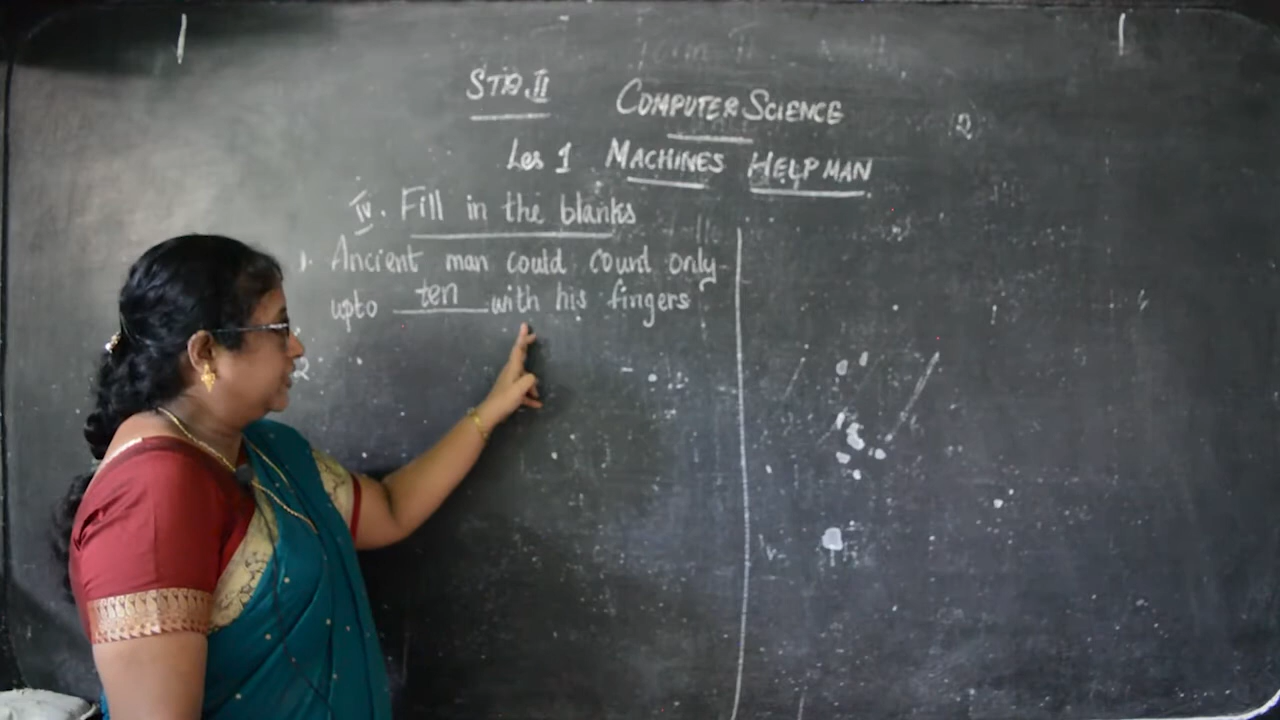 STD.II COMPUTER SCIENCE
Les 1 MACHINES HELP MAN
IV. Fill in the blanks
1. Ancient man could count only
upto ten with his fingers
2